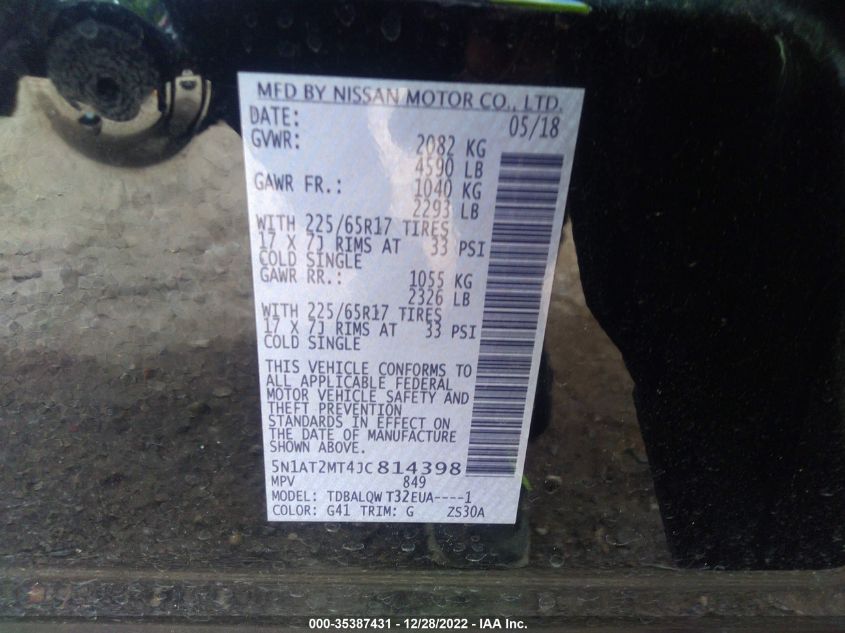 MFD BY NISSAN MOTOR CO., LTD.
DATE: 05/18
GVWR: 2082 KG
4590 LB
GAWR FR.: 1040 KG
2293 LB
WITH 225/65R17 TIRES
17 X 7J RIMS AT 33 PSI
COLD SINGLE
GAWR RR.: 1055 KG
2326 LB
WITH 225/65R17 TIRES
17 X 7J RIMS AT 33 PSI
COLD SINGLE
THIS VEHICLE CONFORMS TO
ALL APPLICABLE FEDERAL
MOTOR VEHICLE SAFETY AND
THEFT PREVENTION
STANDARDS IN EFFECT ON
THE DATE OF MANUFACTURE
SHOWN ABOVE.
5N1AT2MT4JC814398
MPV 849
MODEL: TDBALQW T32EUA----1
COLOR: G41 TRIM: G ZS30A
000-35387431 - 12/28/2022 - IAA Inc.